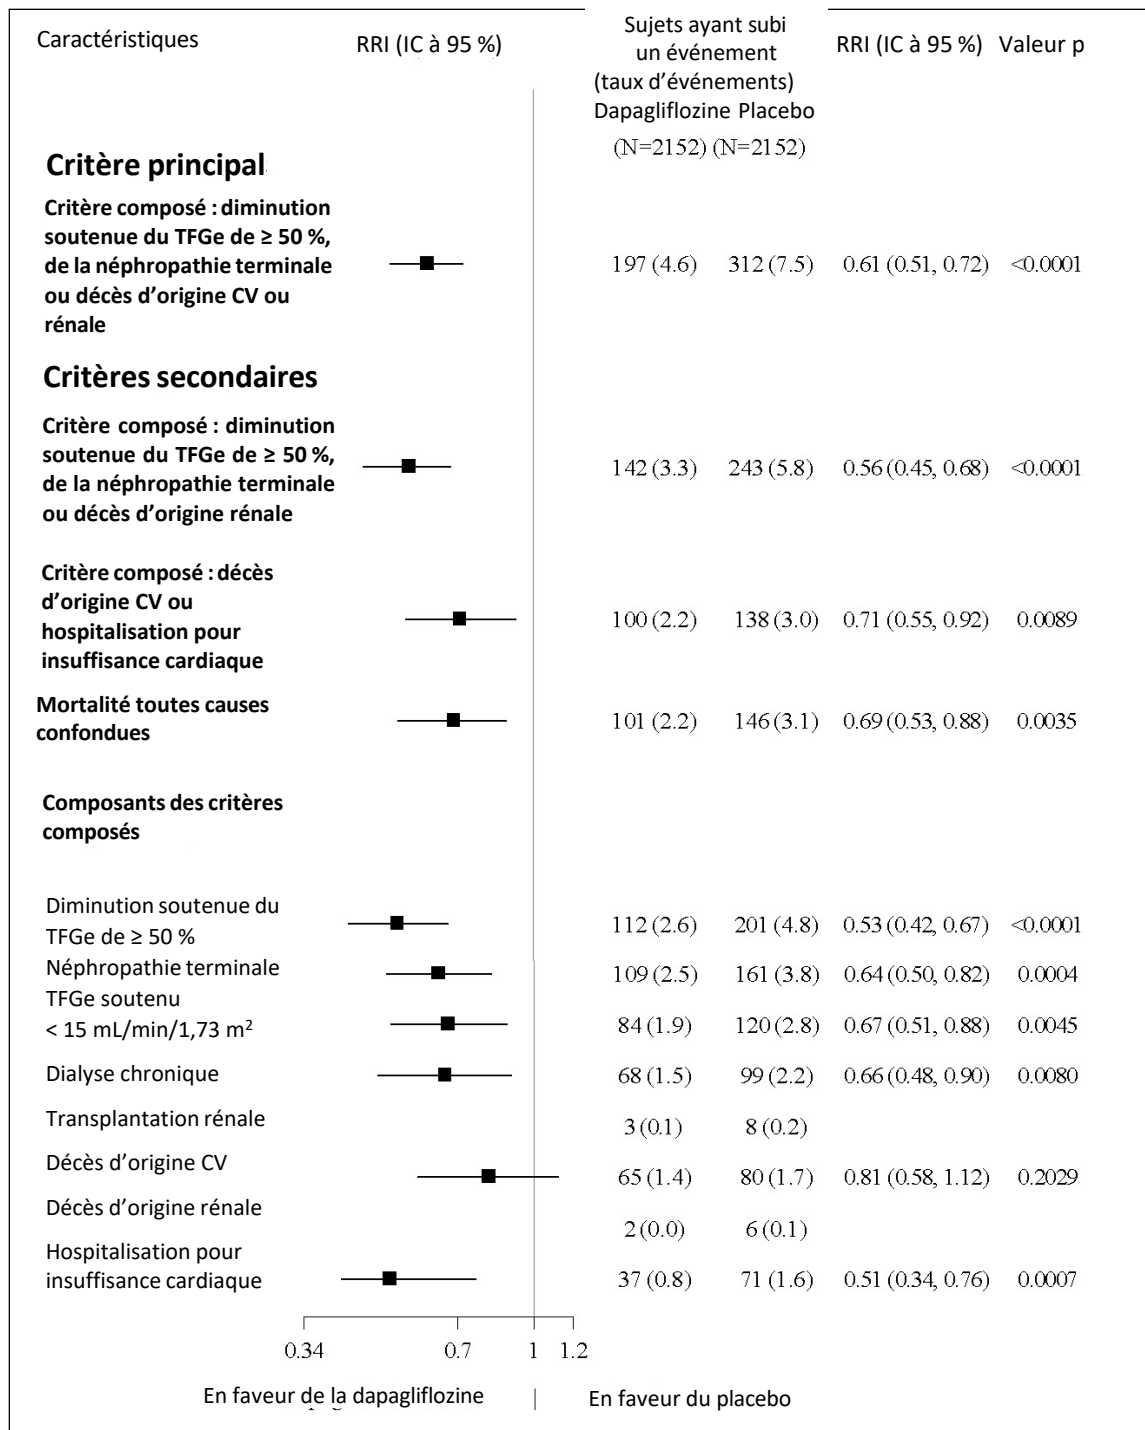 Caractéristiques
RRI (IC à 95 %)
Sujets ayant subi
un événement
(taux d'événements)
Dapagliflozine Placebo
RRI (IC à 95 %) Valeur p
(N=2152) (N=2152)
Critère principal
Critère composé : diminution
soutenue du TFGe de ≥ 50 %,
de la néphropathie terminale
ou décès d'origine CV ou
rénale
197 (4.6) 312 (7.5) 0.61 (0.51, 0.72) <0.0001
Critères secondaires
Critère composé : diminution
soutenue du TFGe de ≥ 50 %,
de la néphropathie terminale
ou décès d'origine rénale
142 (3.3) 243 (5.8) 0.56 (0.45, 0.68) <0.0001
Critère composé : décès
d'origine CV ou
hospitalisation pour
insuffisance cardiaque
100 (2.2) 138 (3.0) 0.71 (0.55, 0.92) 0.0089
Mortalité toutes causes
confondues
101 (2.2) 146 (3.1) 0.69 (0.53, 0.88) 0.0035
Composants des critères
composés
Diminution soutenue du
TFGe de ≥ 50 %
112 (2.6) 201 (4.8) 0.53 (0.42, 0.67) <0.0001
Néphropathie terminale
109 (2.5) 161 (3.8) 0.64 (0.50, 0.82) 0.0004
TFGe soutenu
< 15 mL/min/1,73 m²
84 (1.9) 120 (2.8) 0.67 (0.51, 0.88) 0.0045
Dialyse chronique
68 (1.5) 99 (2.2) 0.66 (0.48, 0.90) 0.0080
Transplantation rénale
3 (0.1) 8 (0.2)
Décès d'origine CV
65 (1.4) 80 (1.7) 0.81 (0.58, 1.12) 0.2029
Décès d'origine rénale
2 (0.0) 6 (0.1)
Hospitalisation pour
insuffisance cardiaque
37 (0.8) 71 (1.6) 0.51 (0.34, 0.76) 0.0007
0.34 0.7 1 1.2
En faveur de la dapagliflozine | En faveur du placebo